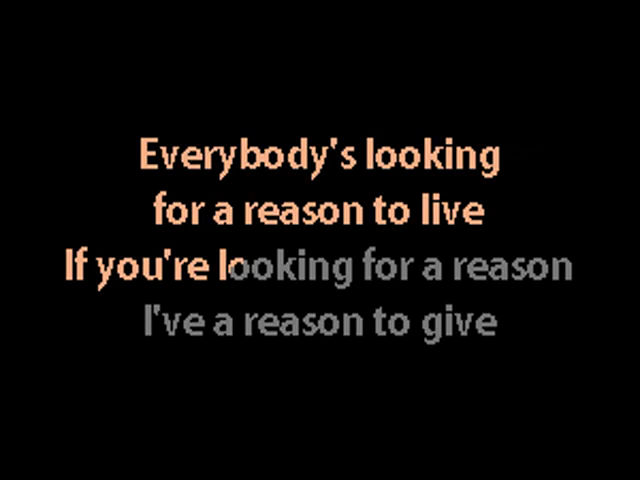 Everybody's looking
for a reason to live
If you're looking for a reason
I've a reason to give